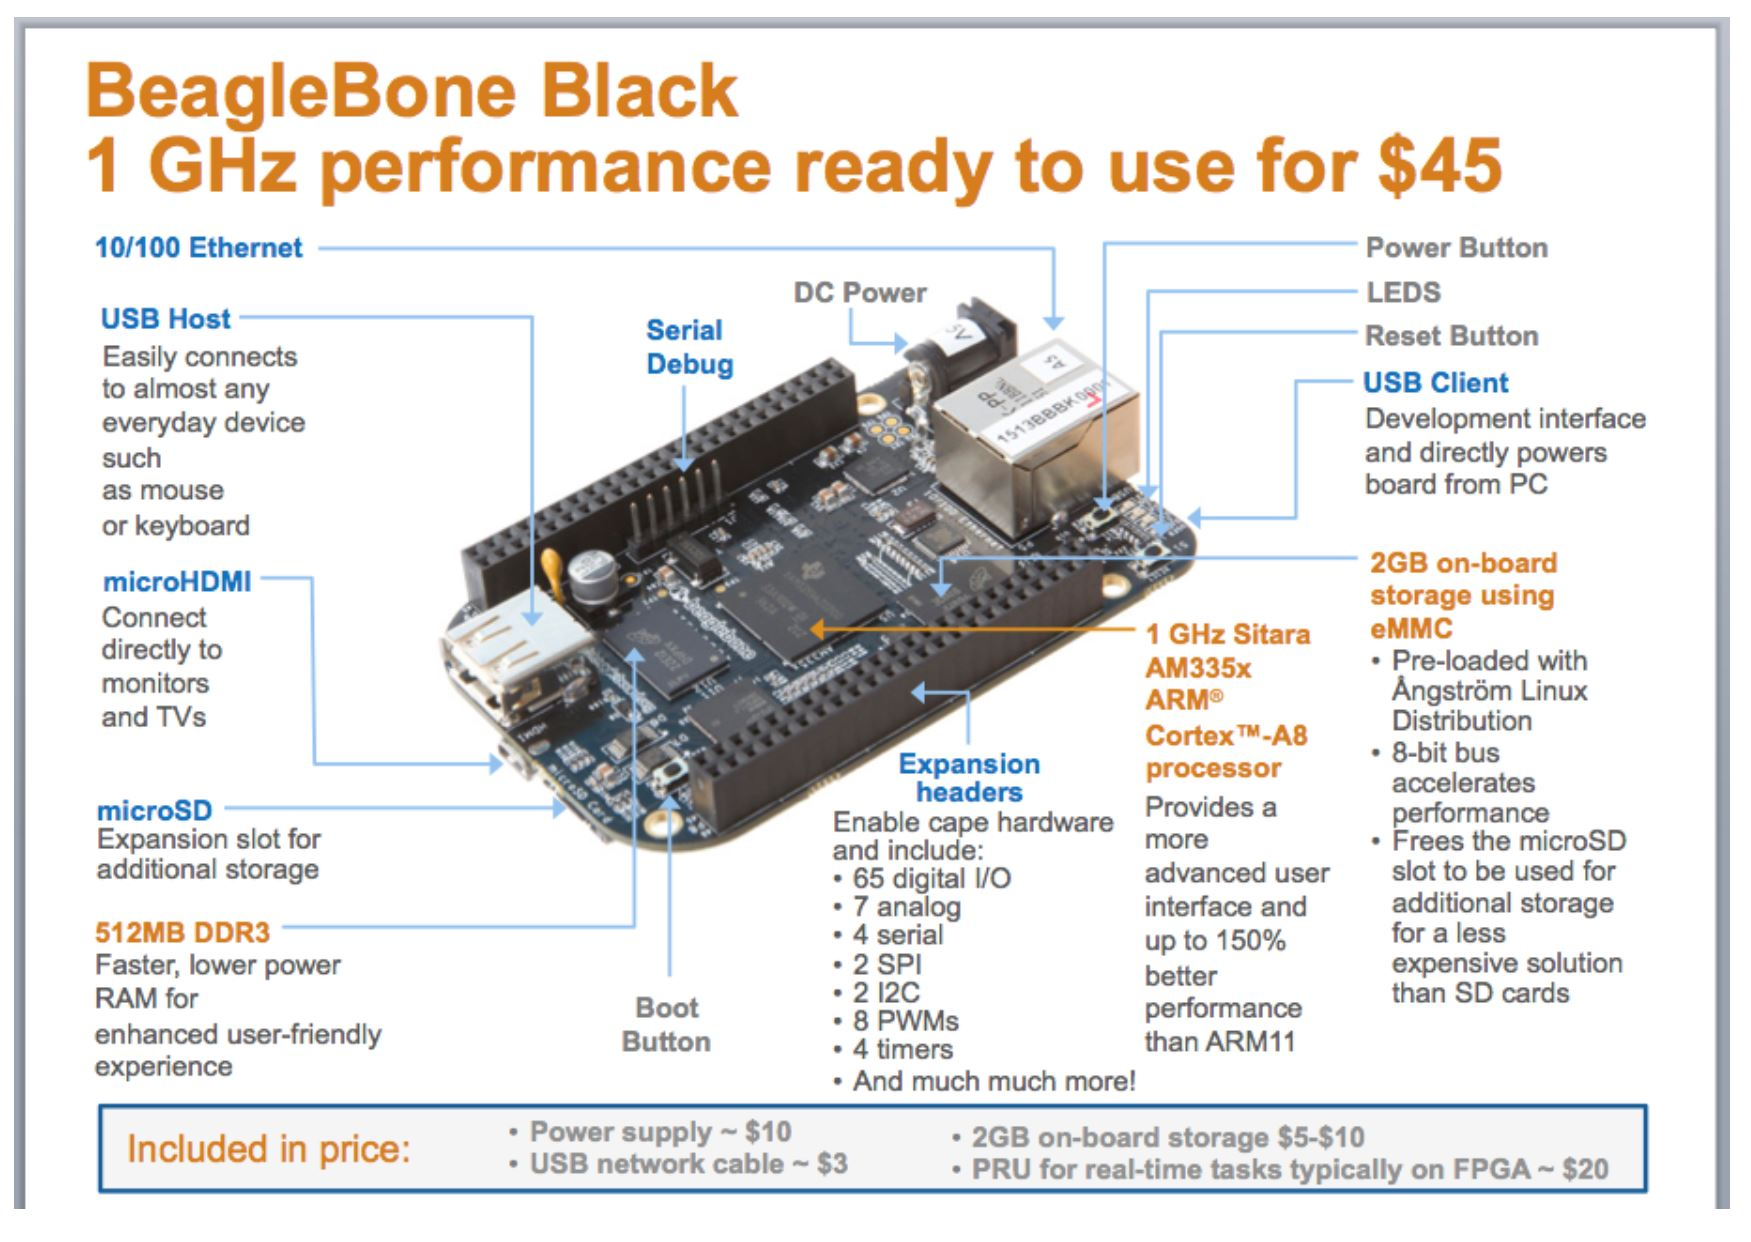 BeagleBone Black
1 GHz performance ready to use for $45
10/100 Ethernet
USB Host
Easily connects
to almost any
everyday device
such
as mouse
or keyboard
microHDMI
Connect
directly to
monitors
and TVs
microSD
Expansion slot for
additional storage
512MB DDR3
Faster, lower power
RAM for
enhanced user-friendly
experience
Serial
Debug
DC Power
5V
1513BBBK0901
microSD Card
HDMI
Boot
Button
Expansion
headers
Enable cape hardware
and include:
• 65 digital I/O
• 7 analog
• 4 serial
• 2 SPI
• 2 I2C
• 8 PWMs
• 4 timers
• And much much more!
1 GHz Sitara
AM335x
ARM®
Cortex™-A8
processor
Provides a
more
advanced user
interface and
up to 150%
better
performance
than ARM11
Power Button
LEDS
Reset Button
USB Client
Development interface
and directly powers
board from PC
2GB on-board
storage using
eMMC
• Pre-loaded with
Ångström Linux
Distribution
• 8-bit bus
accelerates
performance
• Frees the microSD
slot to be used for
additional storage
for a less
expensive solution
than SD cards
Included in price:
• Power supply ~ $10
• USB network cable ~ $3
• 2GB on-board storage $5-$10
• PRU for real-time tasks typically on FPGA ~ $20